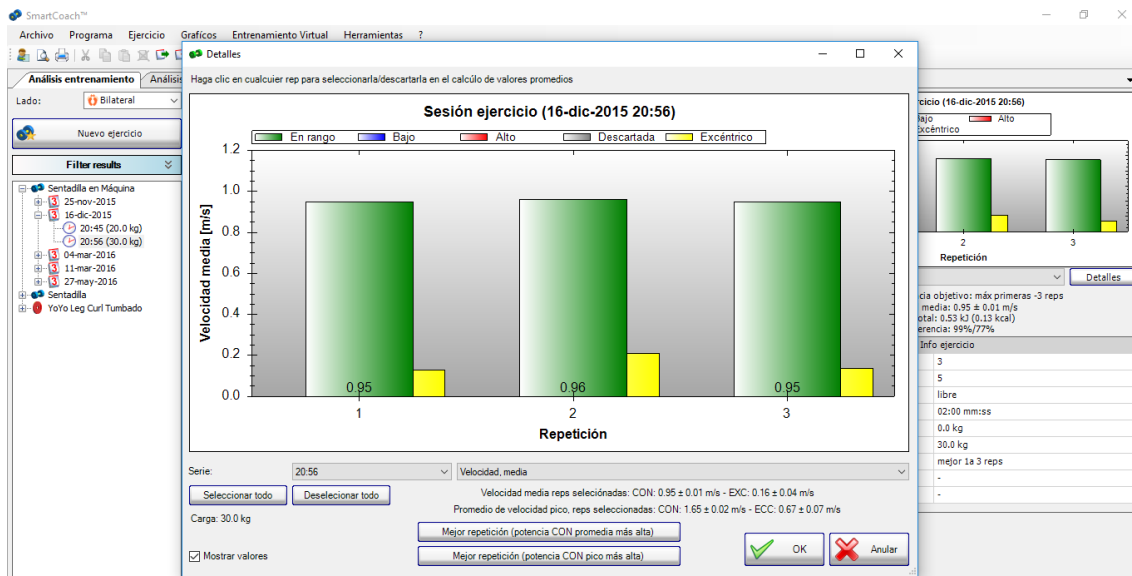 SmartCoach™
Archivo Programa Ejercicio Grafícos Entrenamiento Virtual Herramientas ?
Análisis entrenamiento
Lado: Bilateral
Nuevo ejercicio
Filter results
Sentadilla en Máquina
25-nov-2015
16-dic-2015
20:45 (20.0 kg)
20:56 (30.0 kg)
04-mar-2016
11-mar-2016
27-may-2016
Sentadilla
YoYo Leg Curl Tumbado
Detalles
Haga clic en cualcuier rep para seleccionarla/descartarla en el calcúlo de valores promedios
Sesión ejercicio (16-dic-2015 20:56)
En rango Bajo Alto Descartada Excéntrico
Velocidad media [m/s]
1.2
1.0
0.8
0.6
0.4
0.2
0.0
0.95 0.96 0.95
1 2 3
Repetición
Serie: 20:56 Velocidad, media
Seleccionar todo Deselecionar todo
Velocidad media reps seleciónadas: CON: 0.95 ± 0.01 m/s - EXC: 0.16 ± 0.04 m/s
Promedio de velocidad pico, reps seleccionadas: CON: 1.65 ± 0.02 m/s - ECC: 0.67 ± 0.07 m/s
Carga: 30.0 kg
Mejor repetición (potencia CON promedia más alta)
Mejor repetición (potencia CON pico más alta)
Mostrar valores
OK Anular
(16-dic-2015 20:56)
Alto
2 3
Repetición
Detalles
objetivo: máx primeras -3 reps
media: 0.95 ± 0.01 m/s
0.53 kJ (0.13 kcal)
99%/77%
Info ejercicio
3
5
libre
02:00 mm:ss
0.0 kg
30.0 kg
mejor 1a 3 reps
-
-